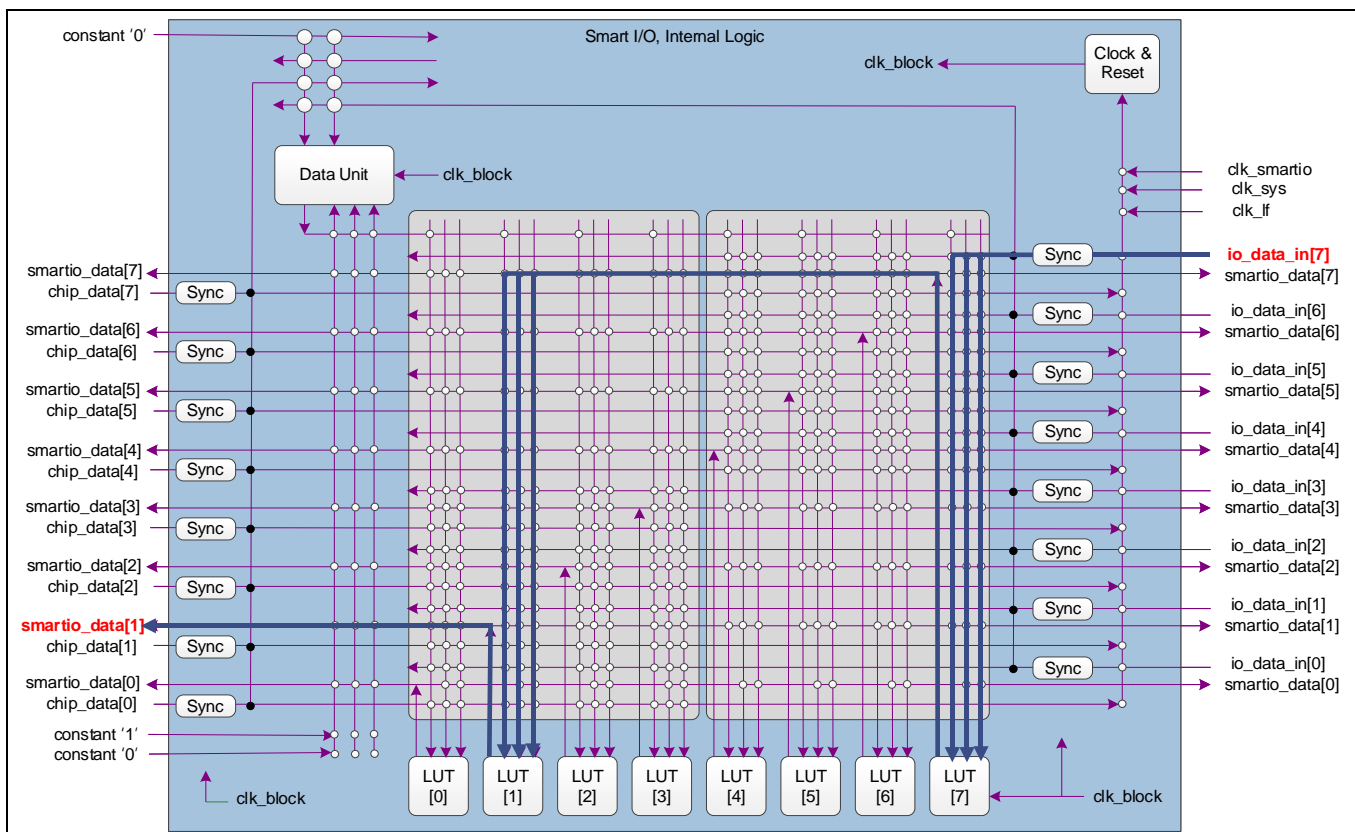 constant '0'
Smart I/O, Internal Logic
clk_block
Clock &
Reset
Data Unit
clk_block
clk_smartio
clk_sys
clk_lf
smartio_data[7]
chip_data[7]
Sync
smartio_data[6]
chip_data[6]
Sync
smartio_data[5]
chip_data[5]
Sync
smartio_data[4]
chip_data[4]
Sync
smartio_data[3]
chip_data[3]
Sync
smartio_data[2]
chip_data[2]
Sync
smartio_data[1]
chip_data[1]
Sync
smartio_data[0]
chip_data[0]
Sync
constant '1'
constant '0'
clk_block
Sync
io_data_in[7]
smartio_data[7]
Sync
io_data_in[6]
smartio_data[6]
Sync
io_data_in[5]
smartio_data[5]
Sync
io_data_in[4]
smartio_data[4]
Sync
io_data_in[3]
smartio_data[3]
Sync
io_data_in[2]
smartio_data[2]
Sync
io_data_in[1]
smartio_data[1]
Sync
io_data_in[0]
smartio_data[0]
LUT
[0]
LUT
[1]
LUT
[2]
LUT
[3]
LUT
[4]
LUT
[5]
LUT
[6]
LUT
[7]
clk_block